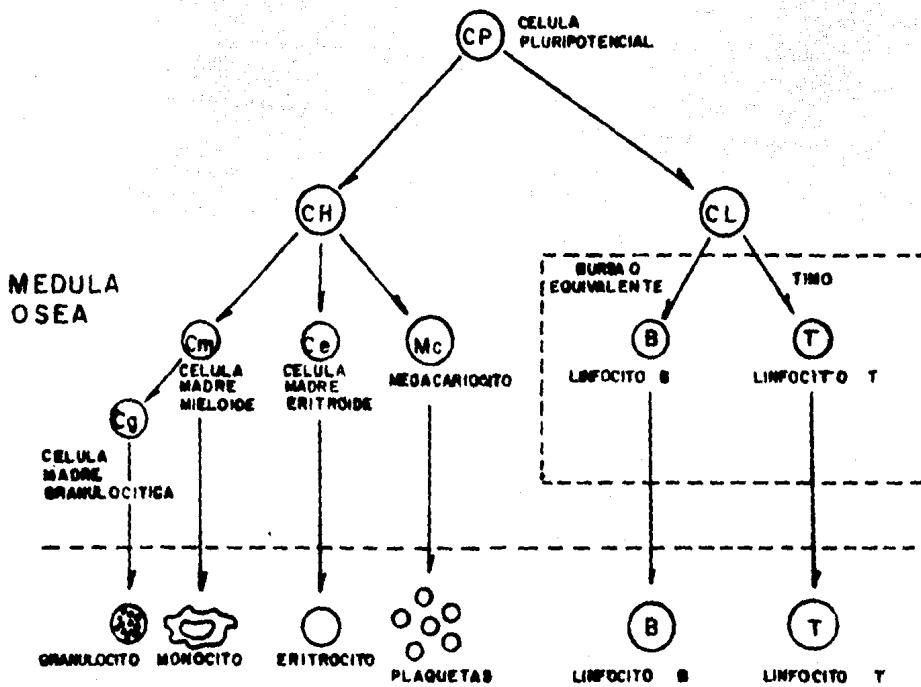 CP
CELULA
PLURIPOTENCIAL
CH
CL
MEDULA
OSEA
BURSA O
EQUIVALENTE
TIMO
Cm
CELULA
MADRE
MIELOIDE
Ce
CELULA
MADRE
ERITROIDE
Mc
MEGACARIOCITO
B
LINFOCITO B
T
LINFOCITO T
Cg
CELULA
MADRE
GRANULOCITICA
GRANULOCITO
MONOCITO
ERITROCITO
PLAQUETAS
B
LINFOCITO B
T
LINFOCITO T